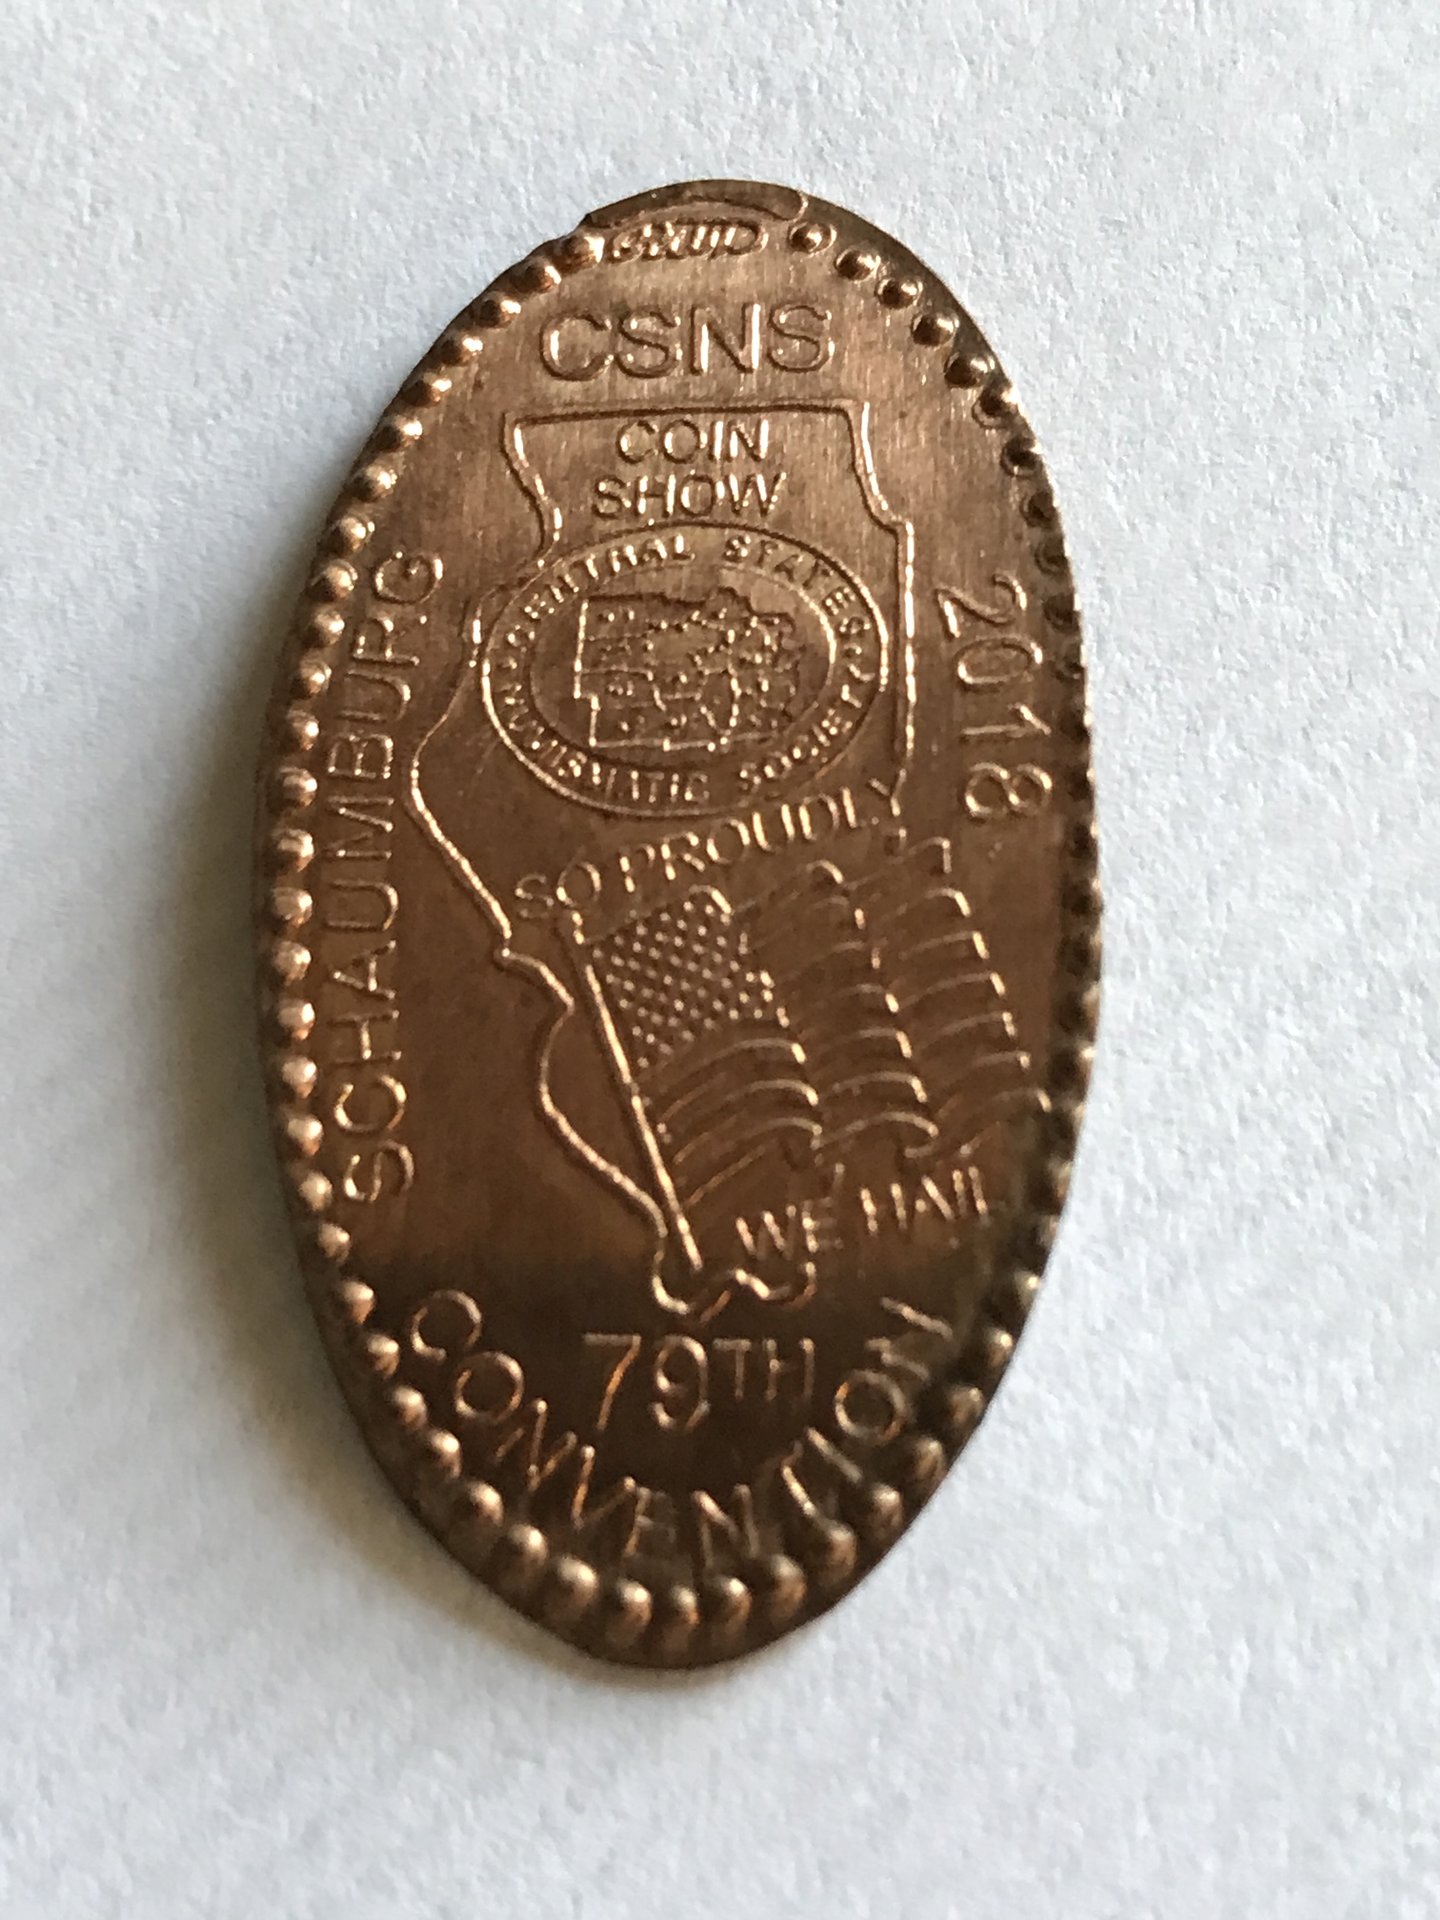 CSNS
COIN
SHOW
CENTRAL STATES
NUMISMATIC SOCIETY
SCHAUMBURG
2018
SO PROUDLY
WE HAIL
79TH
CONVENTION